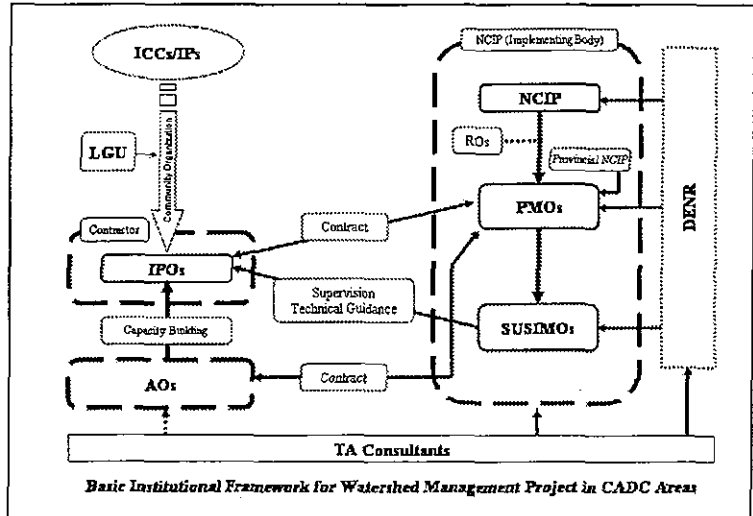 NCIP (Implementing Body)
ICCs/IPs
NCIP
LGU
Community Organization
ROs
Provincial NCIP
PMOs
DENR
Contractor
Contract
IPOs
Supervision
Technical Guidance
SUSIMOs
Capacity Building
AOs
Contract
TA Consultants
Basic Institutional Framework for Watershed Management Project in CADC Areas